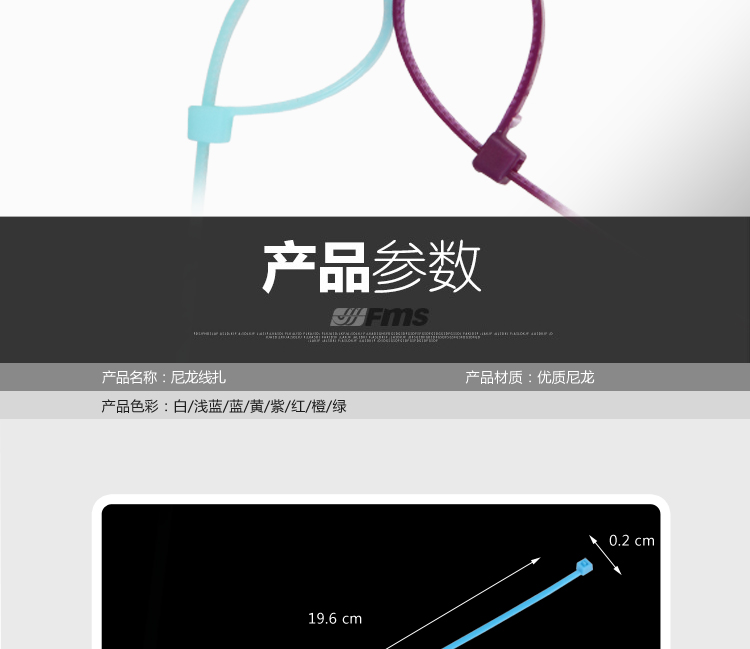 产品参数
FMS
产品名称：尼龙线扎
产品材质：优质尼龙
产品色彩：白/浅蓝/蓝/黄/紫/红/橙/绿
0.2 cm
19.6 cm